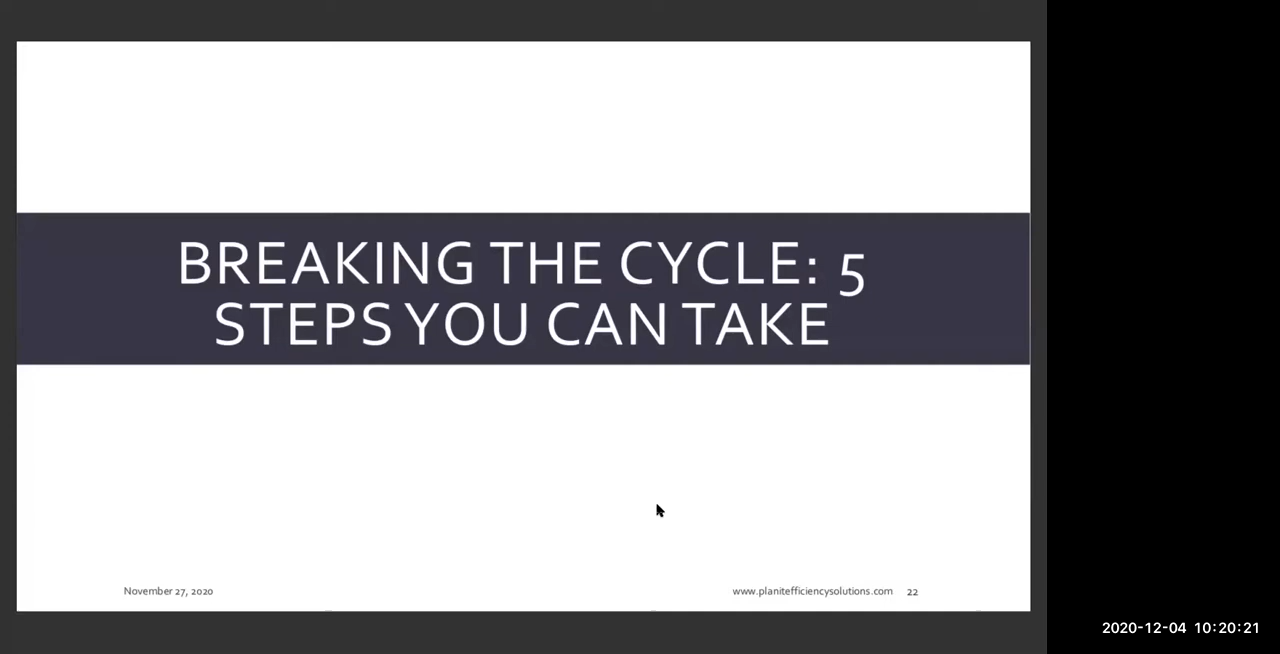 BREAKING THE CYCLE: 5
STEPS YOU CAN TAKE
November 27, 2020
www.planitefficiencysolutions.com 22
2020-12-04 10:20:21